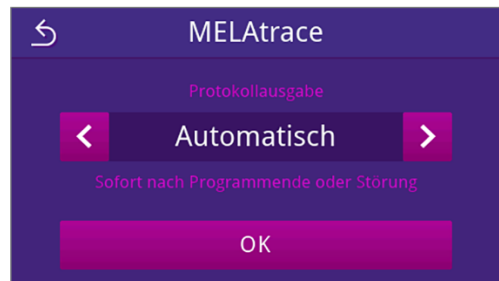 MELAtrace
Protokollausgabe
Automatisch
Sofort nach Programmende oder Störung
OK